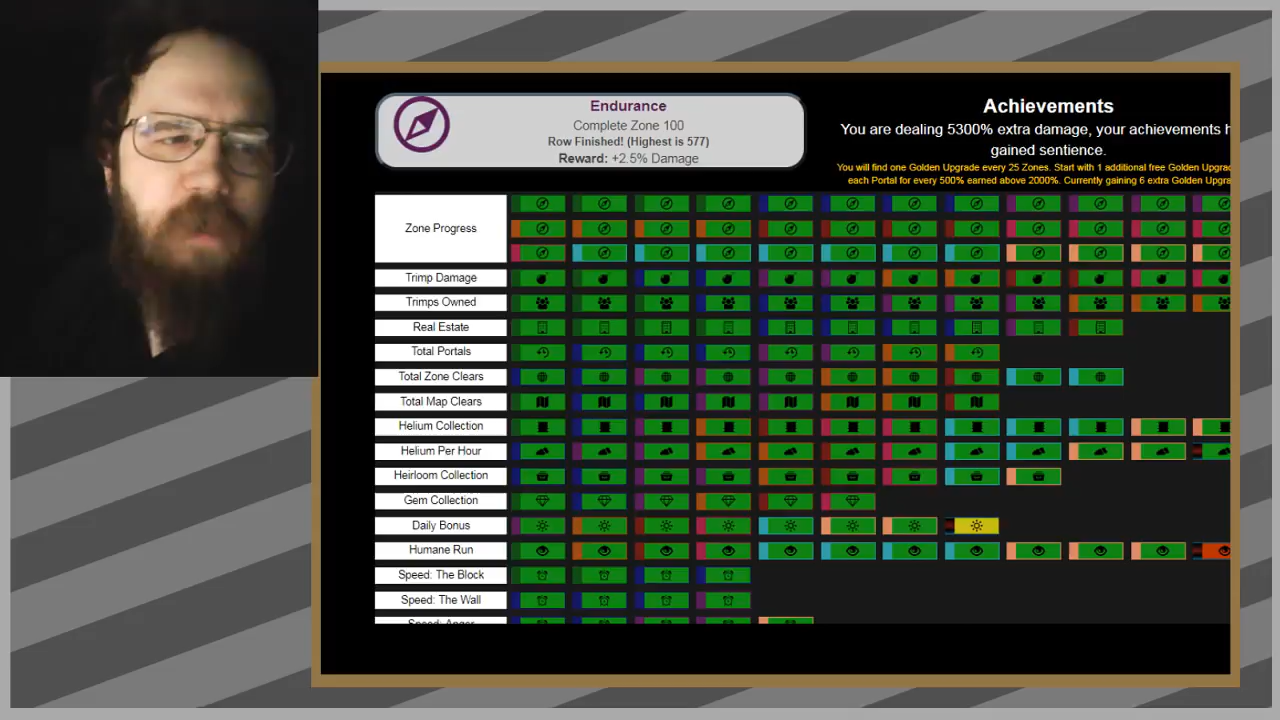 Endurance
Complete Zone 100
Row Finished! (Highest is 577)
Reward: +2.5% Damage
Achievements
You are dealing 5300% extra damage, your achievements h
gained sentience.
You will find one Golden Upgrade every 25 Zones. Start with 1 additional free Golden Upgrad
each Portal for every 500% earned above 2000%. Currently gaining 6 extra Golden Upgra
Zone Progress
Trimp Damage
Trimps Owned
Real Estate
Total Portals
Total Zone Clears
Total Map Clears
Helium Collection
Helium Per Hour
Heirloom Collection
Gem Collection
Daily Bonus
Humane Run
Speed: The Block
Speed: The Wall
Speed: Anger